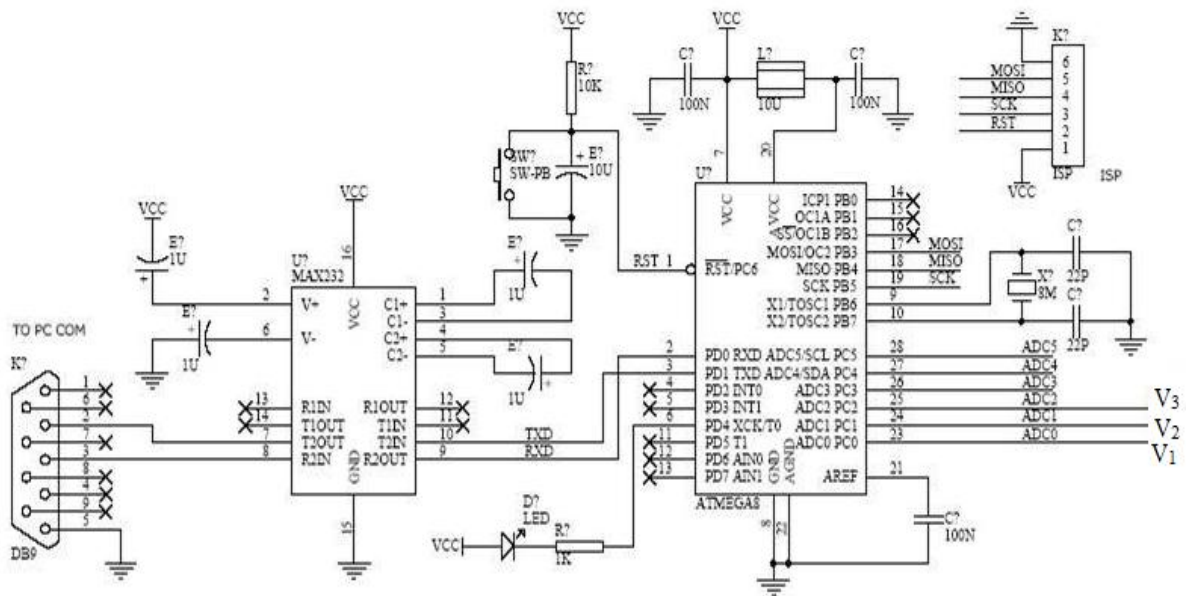 VCC
R?
10K
SW?
SW-PB
E?
10U
VCC
C?
100N
L?
10U
C?
100N
K?
MOSI
6
MISO
5
SCK
4
RST
3
2
1
VCC
ISP
ISP
VCC
E?
1U
VCC
16
U?
MAX232
2
V+
VCC
C1+
1
C1-
3
6
V-
C2+
4
C2-
5
E?
1U
E?
1U
E?
1U
13
R1IN
R1OUT
12
14
T1OUT
T1IN
11
7
T2OUT
T2IN
10
TXD
8
R2IN
R2OUT
9
RXD
GND
15
TO PC COM
K?
1
6
2
7
3
8
4
9
5
DB9
7
20
U?
VCC
AVCC
RST 1
RST/PC6
ICP1 PB0
14
OC1A PB1
15
SS/OC1B PB2
16
MOSI/OC2 PB3
17
MOSI
MISO PB4
18
MISO
SCK PB5
19
SCK
X1/TOSC1 PB6
9
X2/TOSC2 PB7
10
C?
22P
X?
8M
C?
22P
2
PD0 RXD
ADC5/SCL PC5
28
ADC5
3
PD1 TXD
ADC4/SDA PC4
27
ADC4
4
PD2 INT0
ADC3 PC3
26
ADC3
5
PD3 INT1
ADC2 PC2
25
ADC2
V3
6
PD4 XCK/T0
ADC1 PC1
24
ADC1
V2
11
PD5 T1
ADC0 PC0
23
ADC0
V1
12
PD6 AIN0
13
PD7 AIN1
GND
AGND
AREF
21
ATMEGA8
8
22
C?
100N
VCC
D?
LED
R?
1K